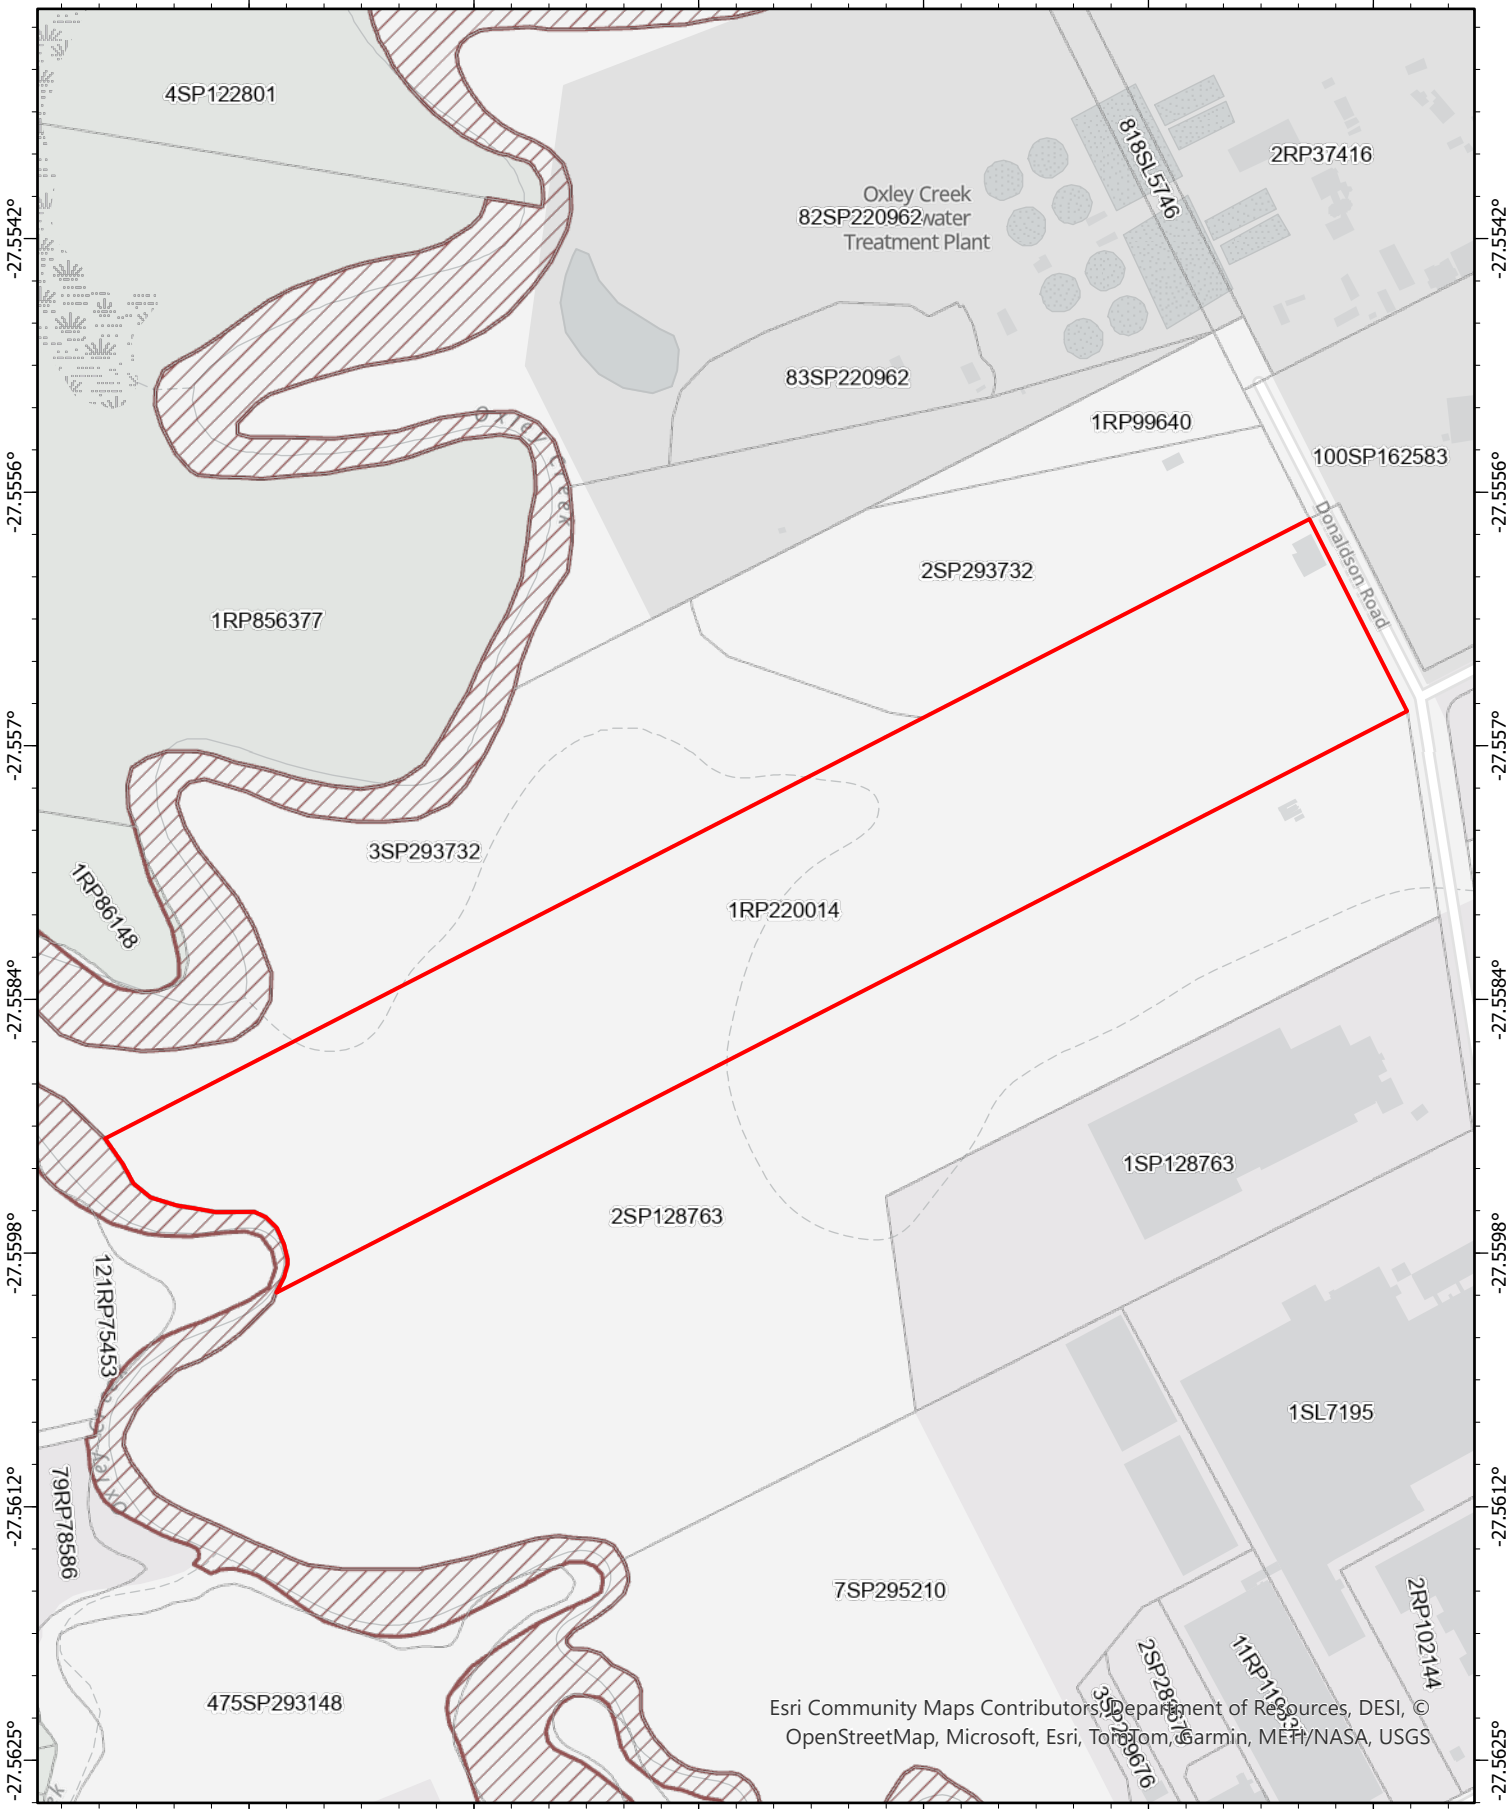 4SP122801
818SL5746
2RP37416
Oxley Creek
82SP220962
water
Treatment Plant
-27.5542°
-27.5542°
83SP220962
Oxley Creek
1RP99640
100SP162583
-27.5556°
-27.5556°
2SP293732
Donaldson Road
1RP856377
-27.557°
-27.557°
3SP293732
1RP86148
1RP220014
-27.5584°
-27.5584°
1SP128763
2SP128763
-27.5598°
-27.5598°
121RP75453
1SL7195
79RP78586
-27.5612°
-27.5612°
7SP295210
2RP102144
475SP293148
3SP289676
Esri Community Maps Contributors, Department of Resources, DESI, ©
OpenStreetMap, Microsoft, Esri, TomTom, Garmin, METI/NASA, USGS
-27.5625°
-27.5625°